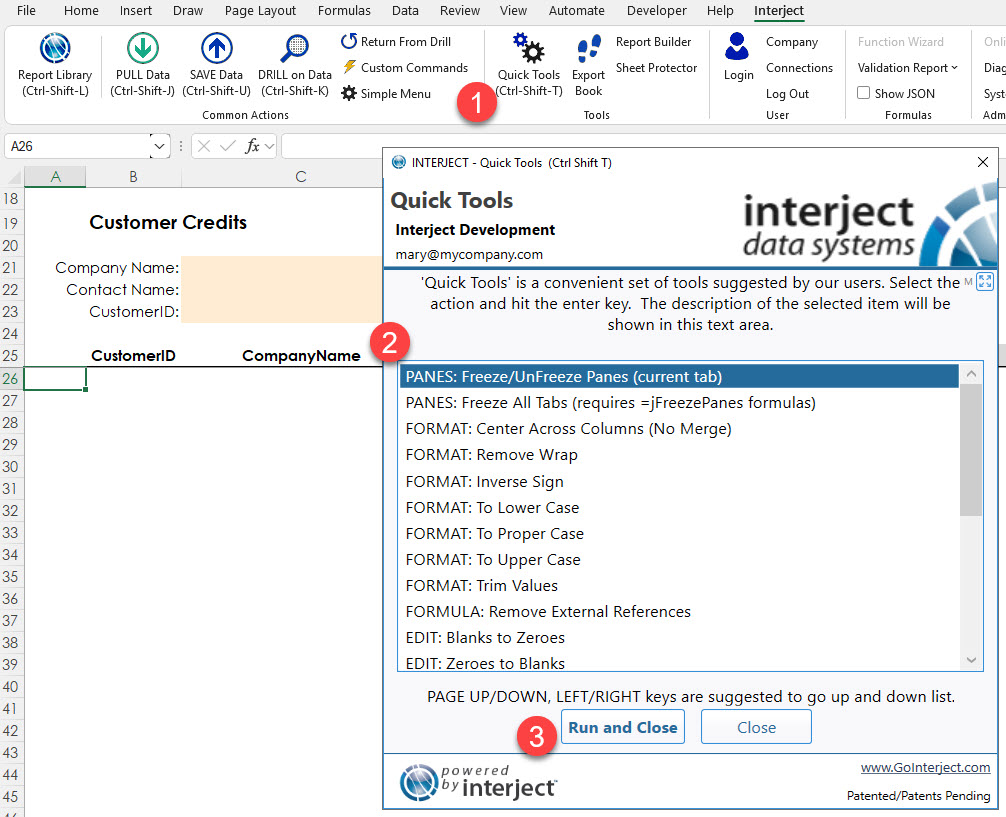 File Home Insert Draw Page Layout Formulas Data Review View Automate Developer Help Interject
Report Library
(Ctrl-Shift-L)
PULL Data
(Ctrl-Shift-J)
SAVE Data
(Ctrl-Shift-U)
DRILL on Data
(Ctrl-Shift-K)
Return From Drill
Custom Commands
Simple Menu
Common Actions
1
Quick Tools
(Ctrl-Shift-T)
Export
Book
Report Builder
Sheet Protector
Tools
Login
Company
Connections
Log Out
User
Function Wizard
Validation Report
Show JSON
Formulas
Onli
Diag
Syst
Adm
A26
fx
A B C
18
19 Customer Credits
20
21 Company Name:
22 Contact Name:
23 CustomerID:
24
25 CustomerID CompanyName
26
27
28
29
30
31
32
33
34
35
36
37
38
39
40
41
42
43
44
45
INTERJECT - Quick Tools (Ctrl Shift T)
Quick Tools
Interject Development
mary@mycompany.com
interject
data systems
'Quick Tools' is a convenient set of tools suggested by our users. Select the M
action and hit the enter key. The description of the selected item will be
shown in this text area.
2
PANES: Freeze/UnFreeze Panes (current tab)
PANES: Freeze All Tabs (requires =jFreezePanes formulas)
FORMAT: Center Across Columns (No Merge)
FORMAT: Remove Wrap
FORMAT: Inverse Sign
FORMAT: To Lower Case
FORMAT: To Proper Case
FORMAT: To Upper Case
FORMAT: Trim Values
FORMULA: Remove External References
EDIT: Blanks to Zeroes
EDIT: Zeroes to Blanks
PAGE UP/DOWN, LEFT/RIGHT keys are suggested to go up and down list.
3
Run and Close
Close
powered
by interject™
www.GoInterject.com
Patented/Patents Pending